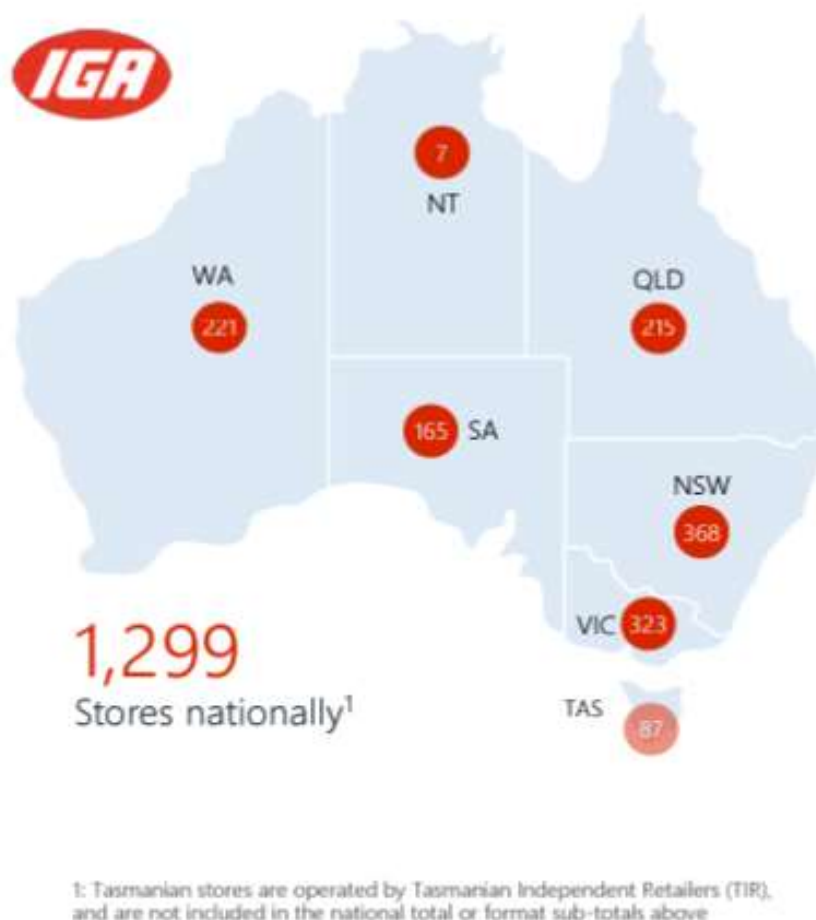 IGA
7
NT
WA
221
QLD
215
165 SA
NSW
368
VIC 323
1,299
Stores nationally¹
TAS
87
1: Tasmanian stores are operated by Tasmanian Independent Retailers (TIR),
and are not included in the national total or format sub-totals above